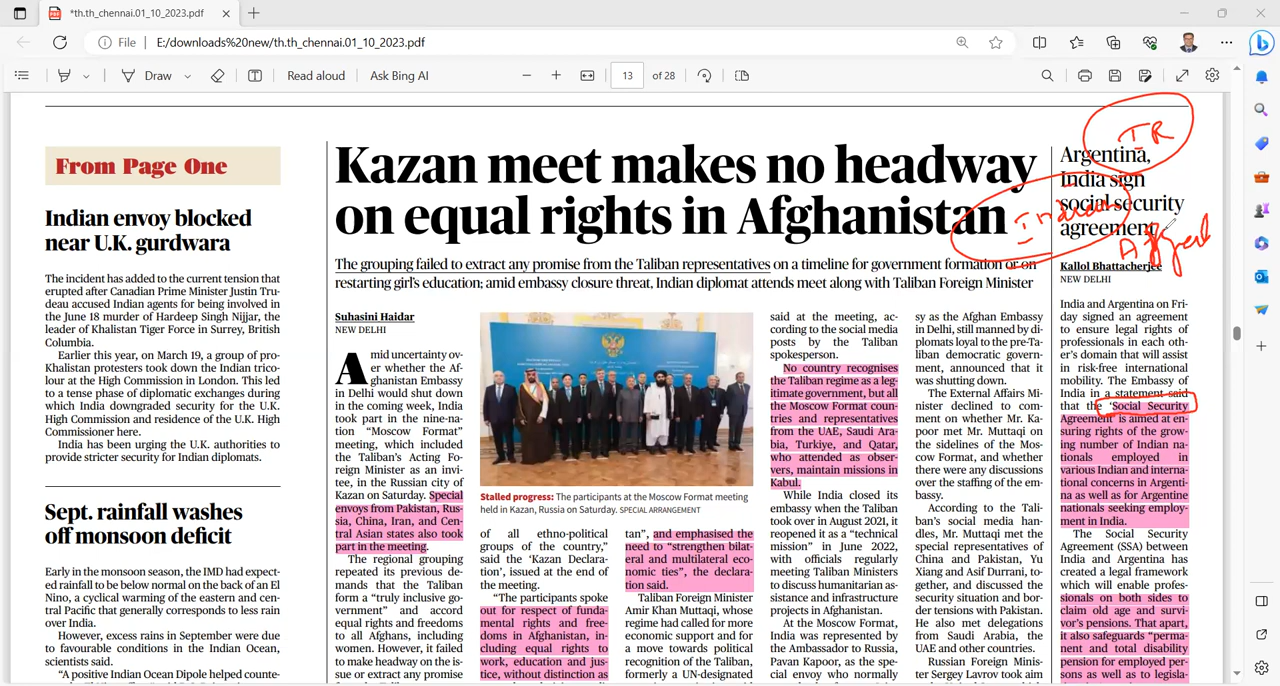 *th.th_chennai.01_10_2023.pdf
File
E:/downloads%20new/th.th_chennai.01_10_2023.pdf
Draw
Read aloud
Ask Bing AI
13
of 28
From Page One
Indian envoy blocked
near U.K. gurdwara
The incident has added to the current tension that
erupted after Canadian Prime Minister Justin Tru-
deau accused Indian agents for being involved in
the June 18 murder of Hardeep Singh Nijjar, the
leader of Khalistan Tiger Force in Surrey, British
Columbia.
Earlier this year, on March 19, a group of pro-
Khalistan protesters took down the Indian trico-
lour at the High Commission in London. This led
to a tense phase of diplomatic exchanges during
which India downgraded security for the U.K.
High Commission and residence of the U.K. High
Commissioner here.
India has been urging the U.K. authorities to
provide stricter security for Indian diplomats.
Sept. rainfall washes
off monsoon deficit
Early in the monsoon season, the IMD had expect-
ed rainfall to be below normal on the back of an El
Nino, a cyclical warming of the eastern and cen-
tral Pacific that generally corresponds to less rain
over India.
However, excess rains in September were due
to favourable conditions in the Indian Ocean,
scientists said.
"A positive Indian Ocean Dipole helped counte-
Kazan meet makes no headway
on equal rights in Afghanistan
The grouping fails to extract any promise from the Taliban representatives on a timeline for government formation or on
restarting girl's education; amid embassy closure threat, Indian diplomat attends meet along with Taliban Foreign Minister
Suhasini Haidar
NEW DELHI
Amid uncertainty ov-
er whether the Af-
ghanistan Embassy
in Delhi would shut down
in the coming week, India
took part in the nine-na-
tion "Moscow Format"
meeting, which included
the Taliban's Acting Fo-
reign Minister as an invi-
tee, in the Russian city of
Kazan on Saturday. Special
envoys from Pakistan, Rus-
sia, China, Iran, and Cen-
tral Asian states also took
part in the meeting.
The regional grouping
repeated its previous de-
mands that the Taliban
form a "truly inclusive go-
vernment" and accord
equal rights and freedoms
to all Afghans, including
women. However, it failed
to make headway on the is-
sue or extract any promise
Stalled progress: The participants at the Moscow Format meeting
held in Kazan, Russia on Saturday. SPECIAL ARRANGEMENT
of all ethno-political
groups of the country,"
said the 'Kazan Declara-
tion', issued at the end of
the meeting.
"The participants spoke
out for respect of funda-
mental rights and free-
doms in Afghanistan, in-
cluding equal rights to
work, education and jus-
tice, without distinction as
tan", and emphasised the
need to "strengthen bilat-
eral and multilateral eco-
nomic ties", the declara-
tion said.
Taliban Foreign Minister
Amir Khan Muttaqi, whose
regime had called for more
economic support and for
a move towards political
recognition of the Taliban,
formerly a UN-designated
said at the meeting, ac-
cording to the social media
posts by the Taliban
spokesperson.
No country recognises
the Taliban regime as a leg-
itimate government, but all
the Moscow Format coun-
tries and representatives
from the UAE, Saudi Ara-
bia, Turkiye, and Qatar,
who attended as obser-
vers, maintain missions in
Kabul.
While India closed its
embassy when the Taliban
took over in August 2021, it
reopened it as a "technical
mission" in June 2022,
with officials regularly
meeting Taliban Ministers
to discuss humanitarian as-
sistance and infrastructure
projects in Afghanistan.
At the Moscow Format,
India was represented by
the Ambassador to Russia,
Pavan Kapoor, as the spe-
cial envoy who normally
sy as the Afghan Embassy
in Delhi, still manned by di-
plomats loyal to the pre-Ta-
liban democratic govern-
ment, announced that it
was shutting down.
The External Affairs Mi-
nister declined to com-
ment on whether Mr. Ka-
poor met Mr. Muttaqi on
the sidelines of the Mos-
cow Format, and whether
there were any discussions
over the staffing of the em-
bassy.
According to the Tali-
ban's social media han-
dles, Mr. Muttaqi met the
special representatives of
China and Pakistan, Yu
Xiang and Asif Durrani, to-
gether, and discussed the
security situation and bor-
der tensions with Pakistan.
He also met delegations
from Saudi Arabia, the
UAE and other countries.
Russian Foreign Minis-
ter Sergey Lavrov took aim
IR
Argentina,
India sign
social security
agreement
Kallol Bhattacherjee
NEW DELHI
India and Argentina on Fri-
day signed an agreement
to ensure legal rights of
professionals in each oth-
er's domain that will assist
in risk-free international
mobility. The Embassy of
India in a statement said
that the 'Social Security
Agreement' is aimed at en-
suring rights of the grow-
ing number of Indian na-
tionals employed in
various Indian and interna-
tional concerns in Argenti-
na as well as for Argentine
nationals seeking employ-
ment in India.
The Social Security
Agreement (SSA) between
India and Argentina has
created a legal framework
which will enable profes-
sionals on both sides to
claim old age and survi-
vor's pensions. That apart,
it also safeguards "perma-
nent and total disability
pension for employed per-
sons as well as to legisla-